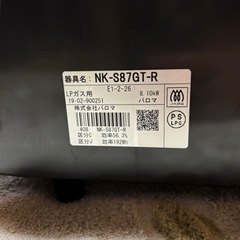 器具名: NK-S87GT-R
E1-2-26
LPガス用 8.10kW
19・02-900251 パロマ
株式会社パロマ
408 NK-S87GT-R
区分C 効率56.3%
区分J 効率192Wh
PS
LPG